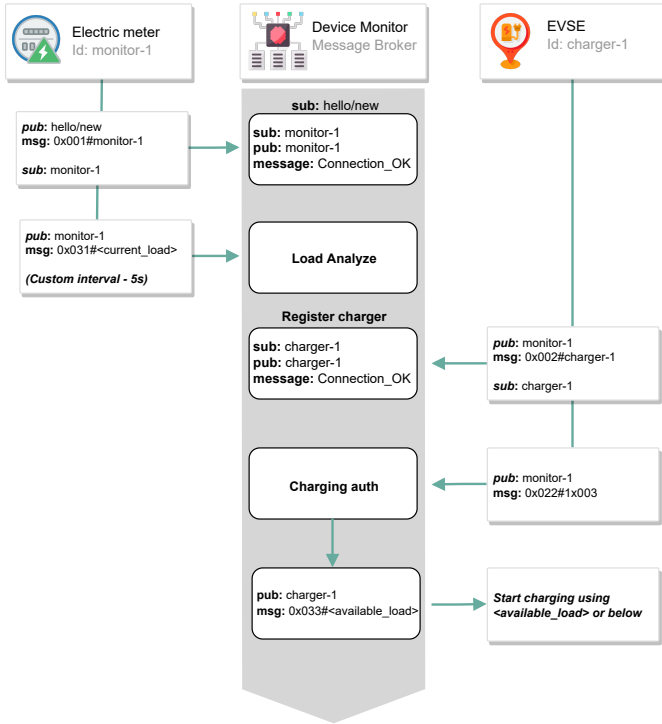 Electric meter
Id: monitor-1
Device Monitor
Message Broker
EVSE
Id: charger-1
sub: hello/new
pub: hello/new
msg: 0x001#monitor-1
sub: monitor-1
sub: monitor-1
pub: monitor-1
message: Connection_OK
pub: monitor-1
msg: 0x031#<current_load>
(Custom interval - 5s)
Load Analyze
Register charger
sub: charger-1
pub: charger-1
message: Connection_OK
pub: monitor-1
msg: 0x002#charger-1
sub: charger-1
Charging auth
pub: monitor-1
msg: 0x022#1x003
pub: charger-1
msg: 0x033#<available_load>
Start charging using
<available_load> or below